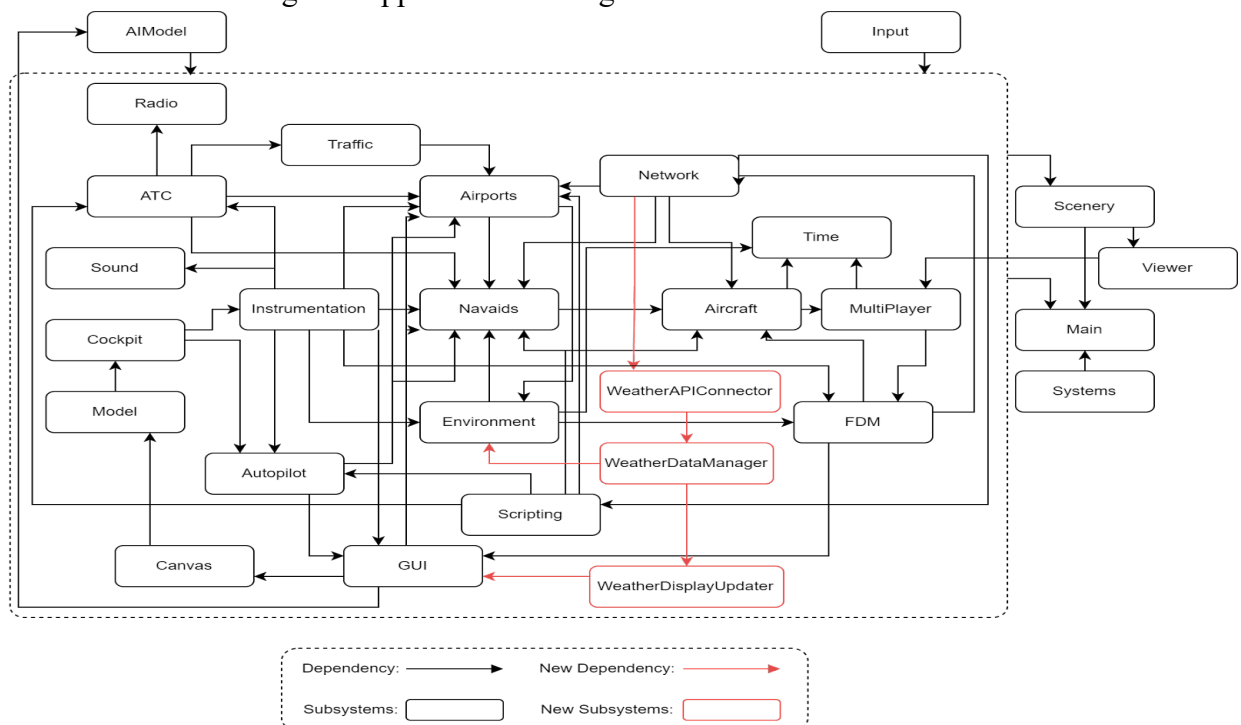 AIModel
Input
Radio
Traffic
Network
ATC
Airports
Scenery
Time
Sound
Viewer
Instrumentation
Navaids
Aircraft
MultiPlayer
Main
Cockpit
WeatherAPIConnector
Systems
Model
Environment
FDM
WeatherDataManager
Autopilot
Scripting
Canvas
GUI
WeatherDisplayUpdater
Dependency:
New Dependency:
Subsystems:
New Subsystems: